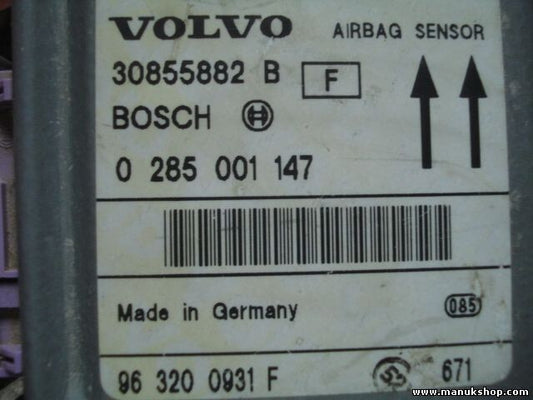 VOLVO AIRBAG SENSOR
30855882 B F
BOSCH
0 285 001 147
Made in Germany 085
96 320 0931 F 671
www.manukshop.com